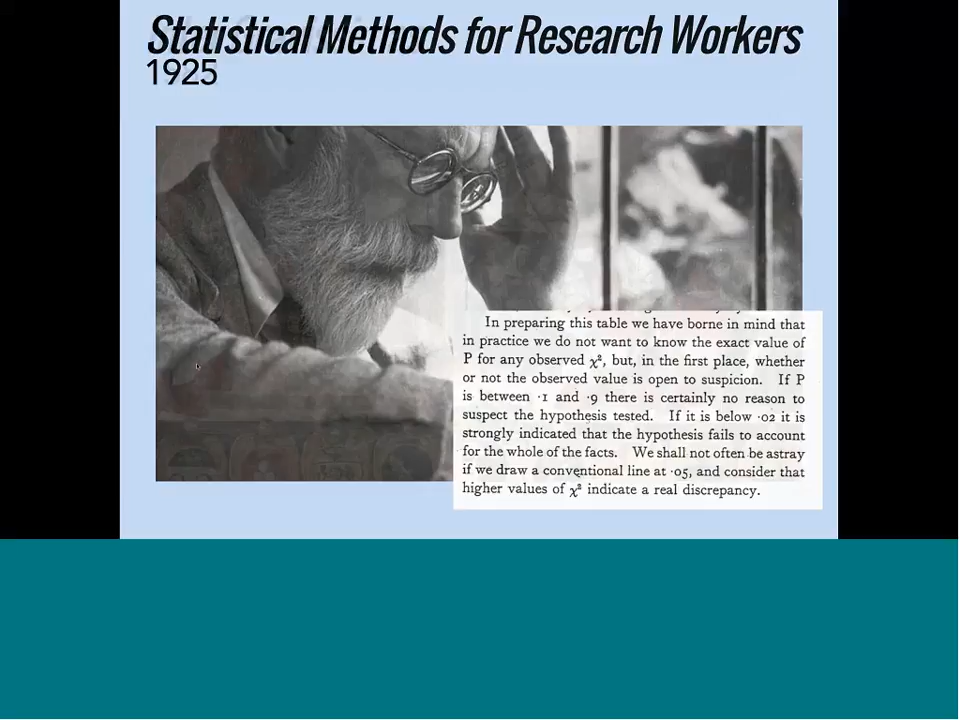 Statistical Methods for Research Workers
1925
In preparing this table we have borne in mind that
in practice we do not want to know the exact value of
P for any observed χ², but, in the first place, whether
or not the observed value is open to suspicion. If P
is between ·1 and ·9 there is certainly no reason to
suspect the hypothesis tested. If it is below ·02 it is
strongly indicated that the hypothesis fails to account
for the whole of the facts. We shall not often be astray
if we draw a conventional line at ·05, and consider that
higher values of χ² indicate a real discrepancy.